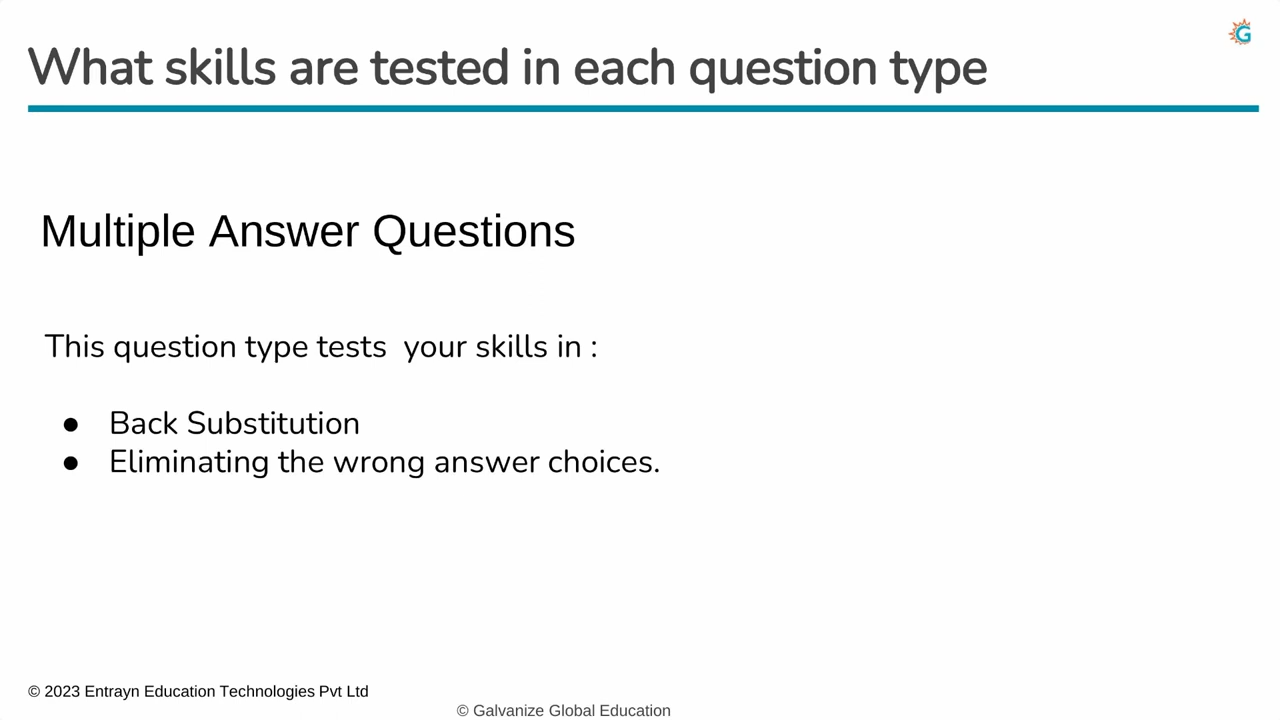 What skills are tested in each question type
G
Multiple Answer Questions
This question type tests  your skills in :
● Back Substitution
● Eliminating the wrong answer choices.
© 2023 Entrayn Education Technologies Pvt Ltd
© Galvanize Global Education